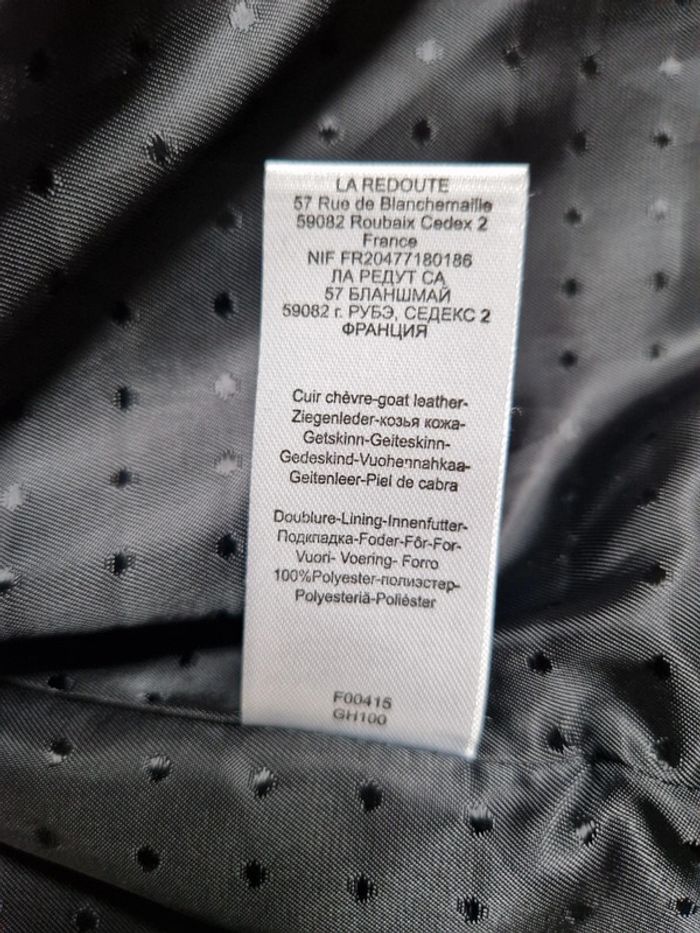 LA REDOUTE
57 Rue de Blanchemaille
59082 Roubaix Cedex 2
France
NIF FR20477180186
ЛА РЕДУТ СА,
57 БЛАНШМАЙ
59082 г. РУБЭ, СЕДЕКС 2
ФРАНЦИЯ
Cuir chèvre-goat leather-
Ziegenleder-козья кожа-
Getskinn-Geiteskinn-
Gedeskind-Vuohennahkaa-
Geitenleer-Piel de cabra
Doublure-Lining-Innenfutter-
Подкладка-Foder-Fôr-For-
Vuori- Voering- Forro
100%Polyester-полиэстер-
Polyesteriä-Poliéster
F00415
GH100